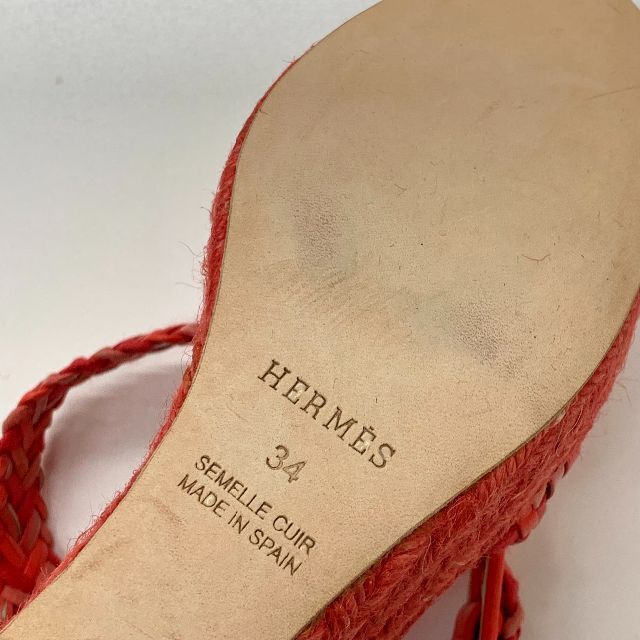 HERMÈS
34
SEMELLE CUIR
MADE IN SPAIN